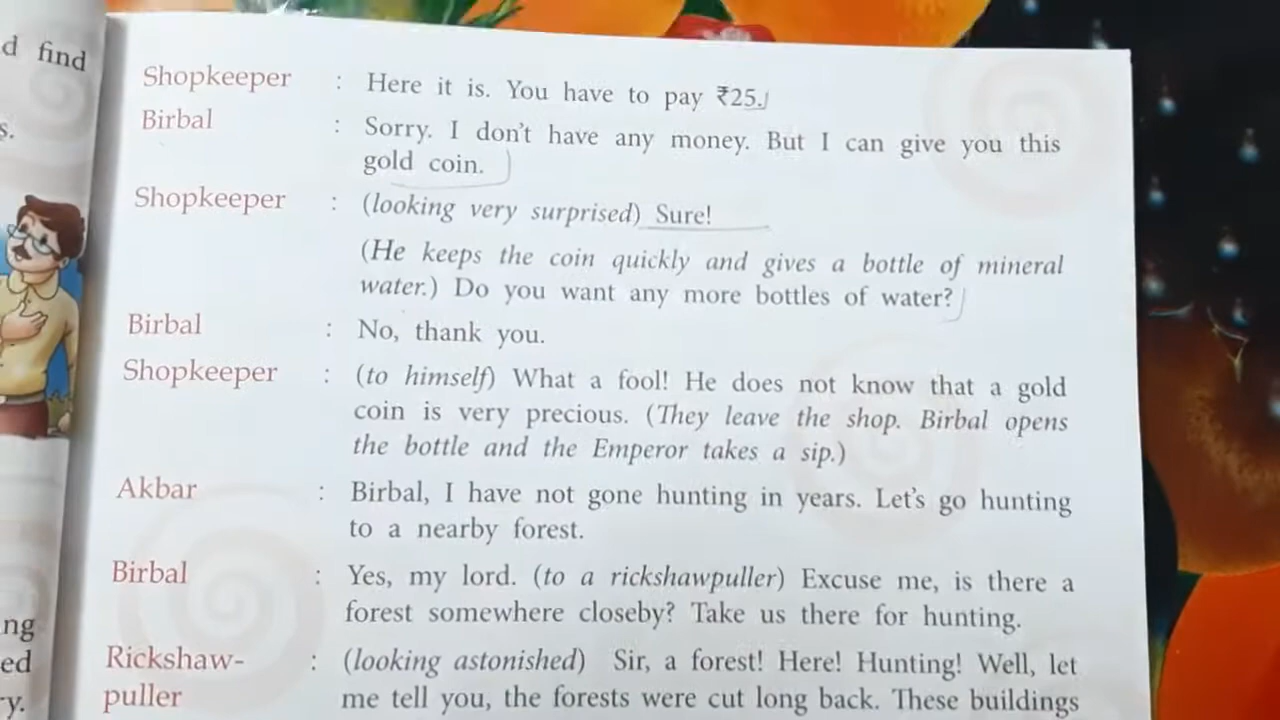 d find
s.
ng
ed
ry.
Shopkeeper : Here it is. You have to pay ₹25.
Birbal : Sorry. I don't have any money. But I can give you this
gold coin.
Shopkeeper : (looking very surprised) Sure!
(He keeps the coin quickly and gives a bottle of mineral
water.) Do you want any more bottles of water?
Birbal : No, thank you.
Shopkeeper : (to himself) What a fool! He does not know that a gold
coin is very precious. (They leave the shop. Birbal opens
the bottle and the Emperor takes a sip.)
Akbar : Birbal, I have not gone hunting in years. Let's go hunting
to a nearby forest.
Birbal : Yes, my lord. (to a rickshawpuller) Excuse me, is there a
forest somewhere closeby? Take us there for hunting.
Rickshaw- : (looking astonished) Sir, a forest! Here! Hunting! Well, let
puller me tell you, the forests were cut long back. These buildings